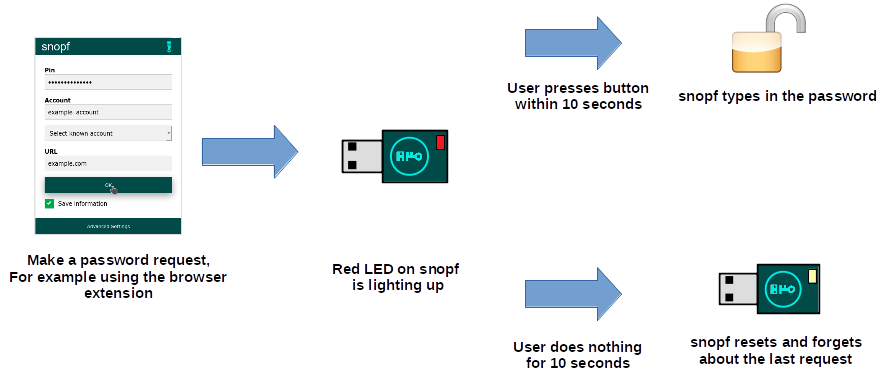 snopf
Pin
Account
example_account
Select known account
URL
example.com
OK
Save information
Advanced Settings
Make a password request,
For example using the browser
extension
Red LED on snopf
is lighting up
User presses button
within 10 seconds
snopf types in the password
User does nothing
for 10 seconds
snopf resets and forgets
about the last request